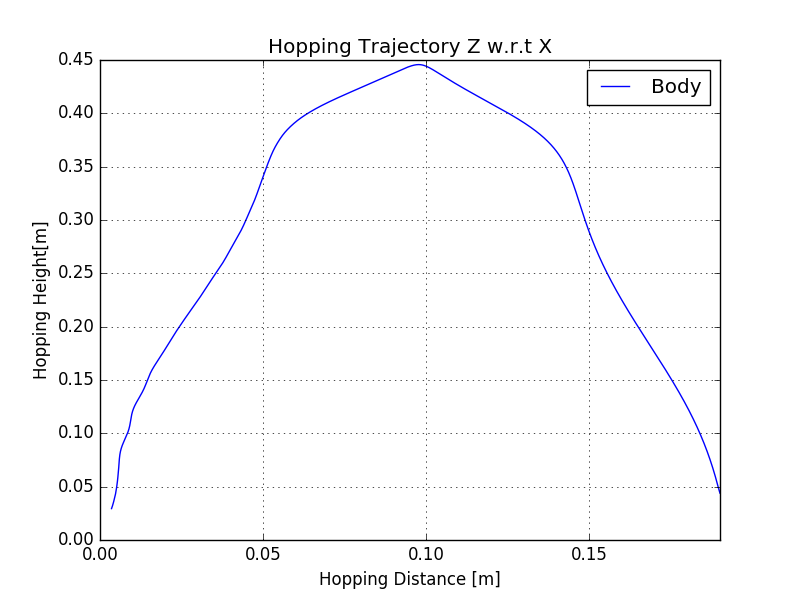 Hopping Trajectory Z w.r.t X
Body
Hopping Height[m]
0.45
0.40
0.35
0.30
0.25
0.20
0.15
0.10
0.05
0.00
0.00 0.05 0.10 0.15
Hopping Distance [m]